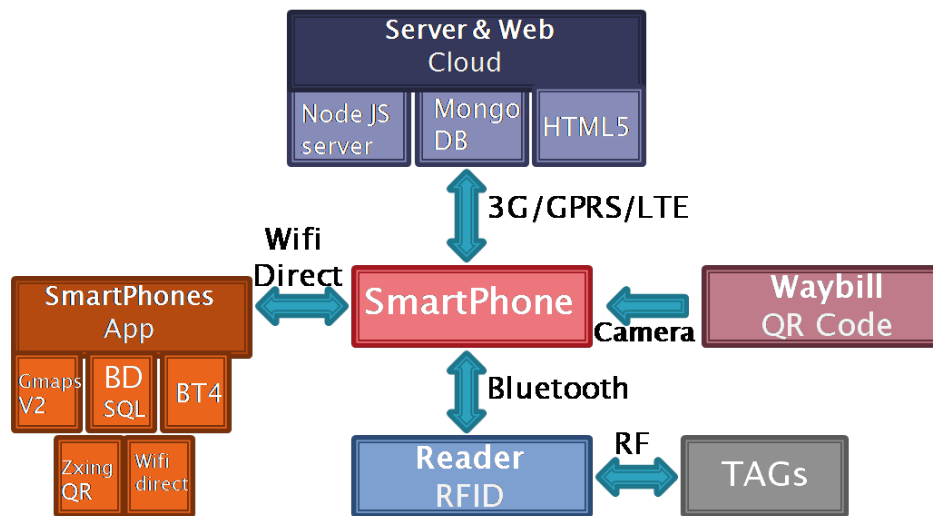 Server & Web
Cloud
Node JS
server
Mongo
DB
HTML5
3G/GPRS/LTE
Wifi
Direct
SmartPhones
App
SmartPhone
Waybill
QR Code
Camera
Gmaps
V2
BD
SQL
BT4
Bluetooth
Zxing
QR
Wifi
direct
Reader
RFID
RF
TAGs